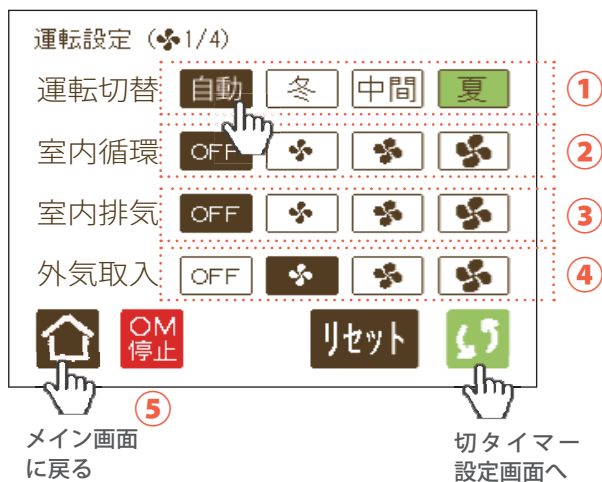 運転設定（1/4）
運転切替 自動 冬 中間 夏 ①
室内循環 OFF ②
室内排気 OFF ③
外気取入 OFF ④
OM停止 リセット
⑤
メイン画面
に戻る
切タイマー
設定画面へ